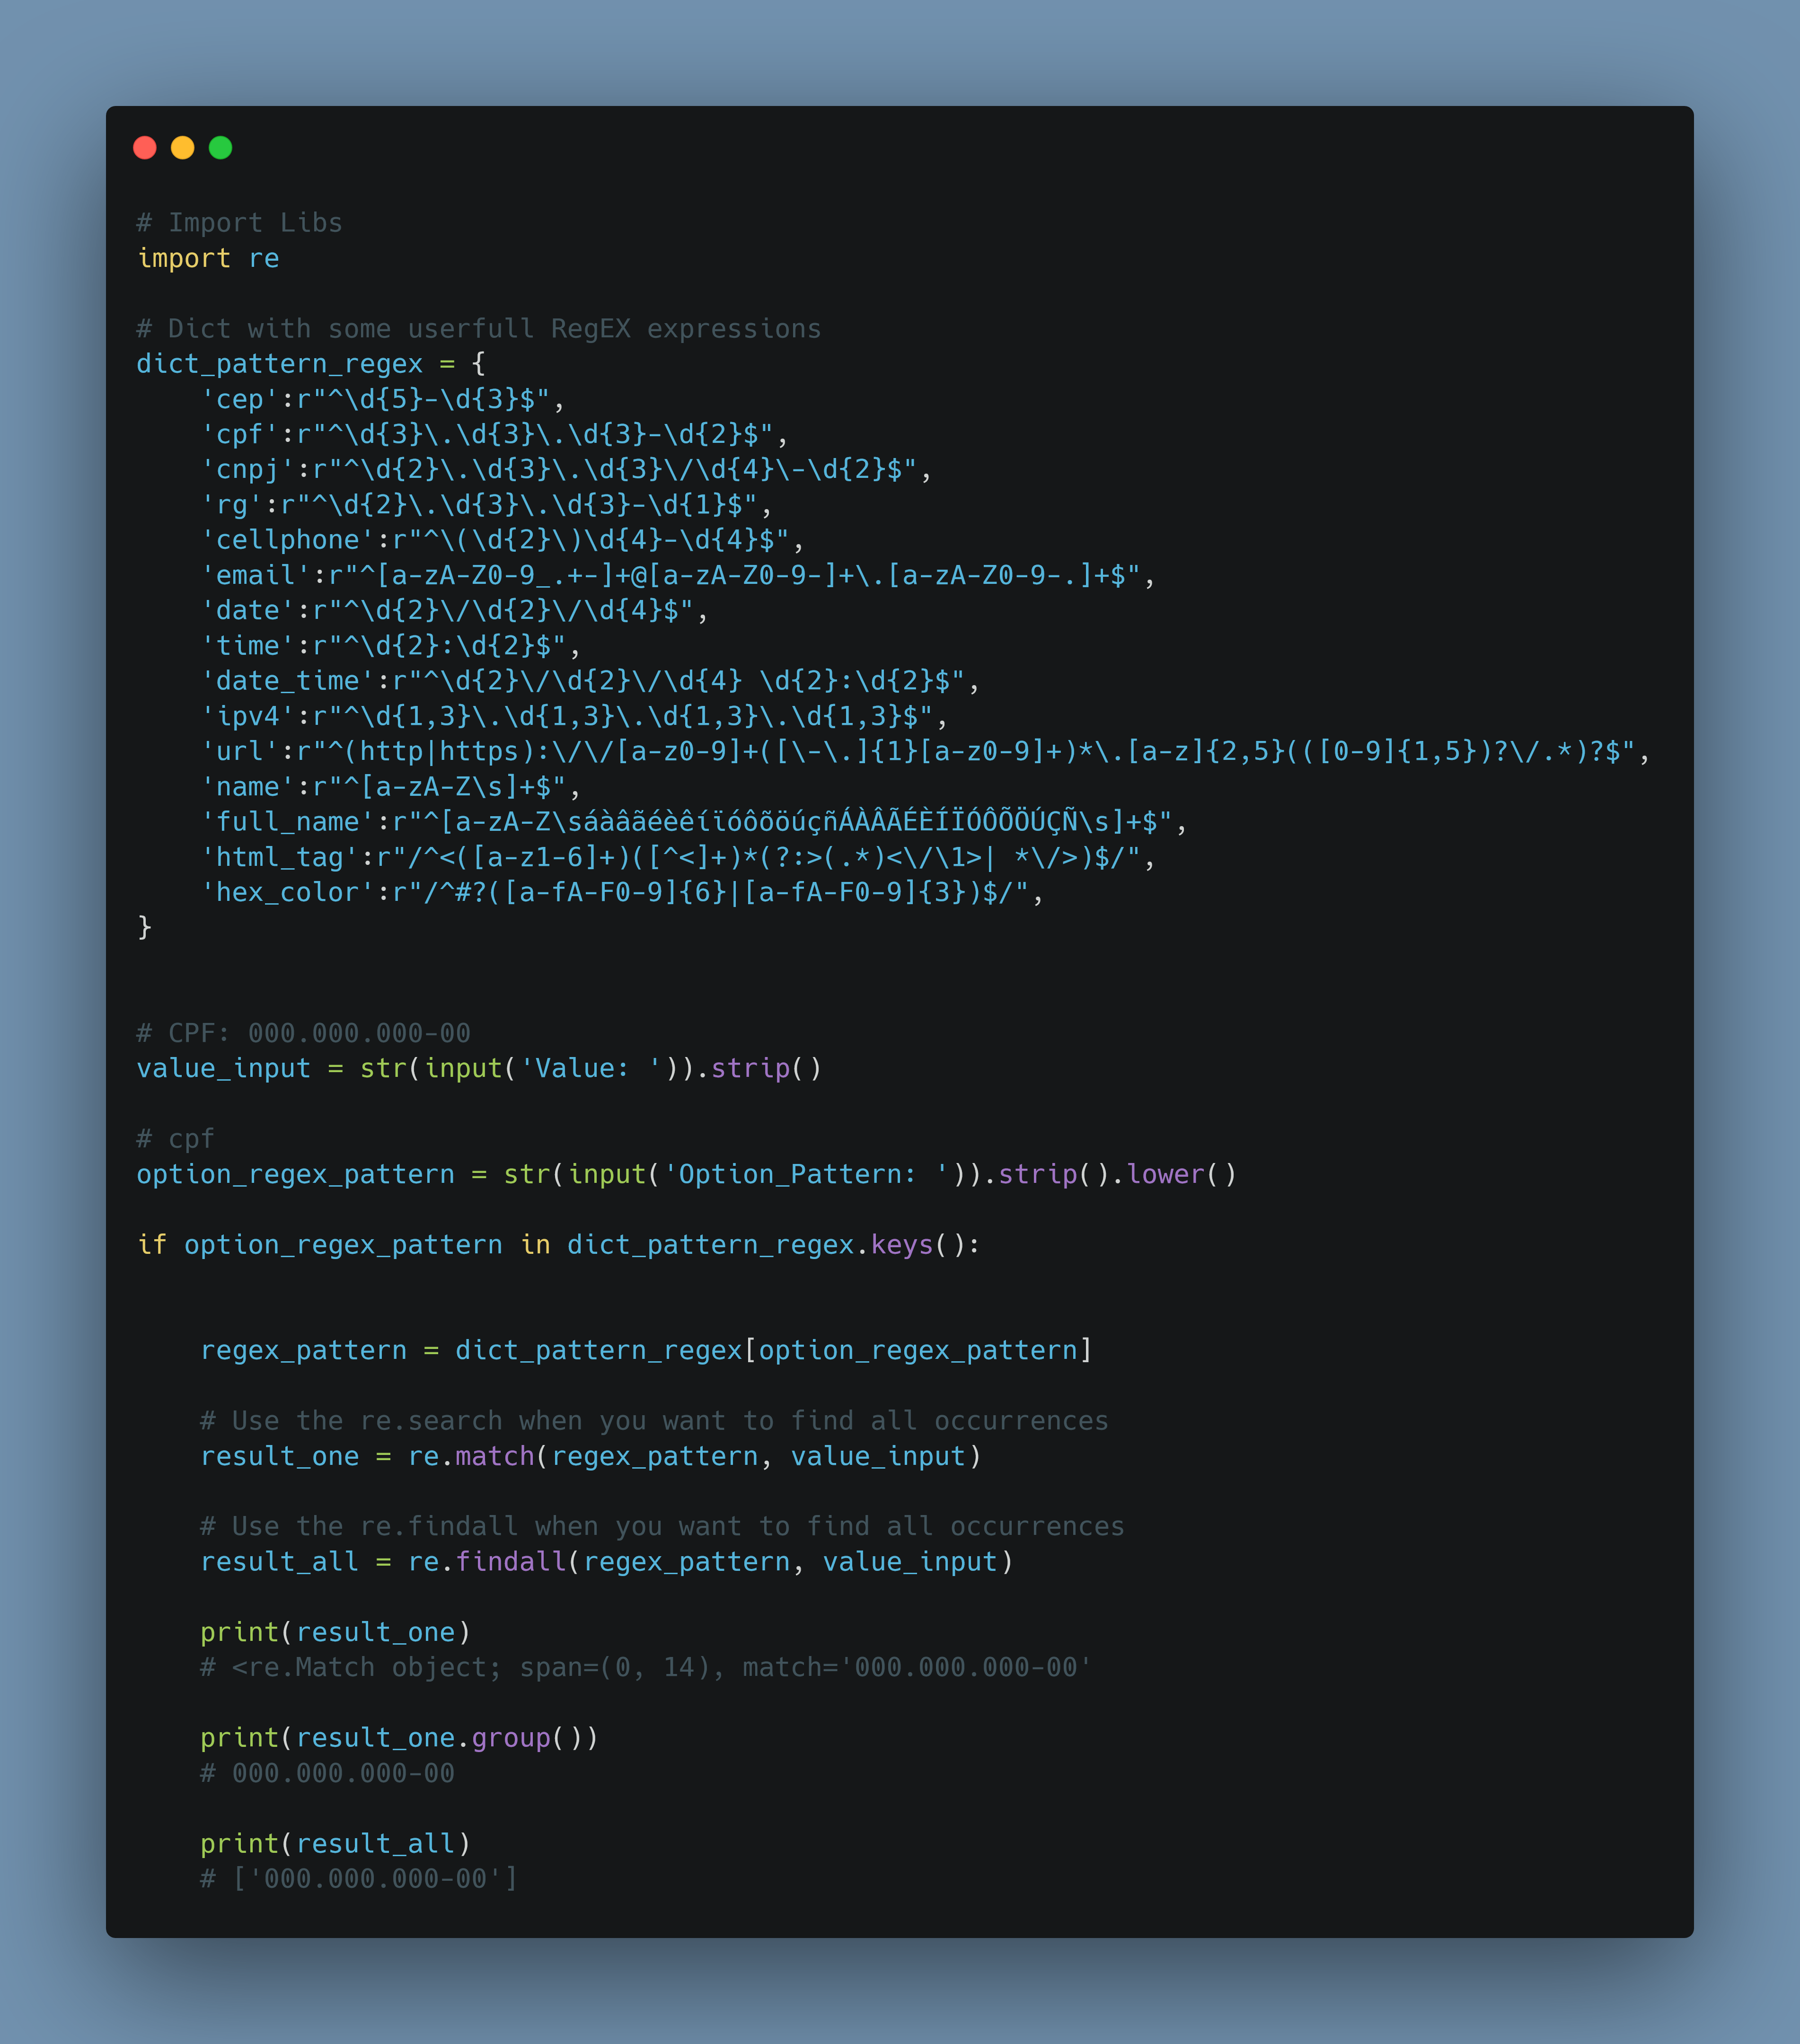 # Import Libs
import re
# Dict with some userfull RegEX expressions
dict_pattern_regex = {
    'cep':r"^\d{5}-\d{3}$",
    'cpf':r"^\d{3}\.\d{3}\.\d{3}-\d{2}$",
    'cnpj':r"^\d{2}\.\d{3}\.\d{3}\/\d{4}\-\d{2}$",
    'rg':r"^\d{2}\.\d{3}\.\d{3}-\d{1}$",
    'cellphone':r"^\(\d{2}\)\d{4}-\d{4}$",
    'email':r"^[a-zA-Z0-9_.+-]+@[a-zA-Z0-9-]+\.[a-zA-Z0-9-.]+$",
    'date':r"^\d{2}\/\d{2}\/\d{4}$",
    'time':r"^\d{2}:\d{2}$",
    'date_time':r"^\d{2}\/\d{2}\/\d{4} \d{2}:\d{2}$",
    'ipv4':r"^\d{1,3}\.\d{1,3}\.\d{1,3}\.\d{1,3}$",
    'url':r"^(http|https):\/\/[a-z0-9]+([\-\.]{1}[a-z0-9]+)*\.[a-z]{2,5}(([0-9]{1,5})?\/.*)?$",
    'name':r"^[a-zA-Z\s]+$",
    'full_name':r"^[a-zA-Z\sáàâãéèêíïóôõöúçñÁÀÂÃÉÈÍÏÓÔÕÖÚÇÑ\s]+$",
    'html_tag':r"/^<([a-z1-6]+)([^<]+)*(?:>(.*)<\/\1>| *\/>)$/",
    'hex_color':r"/^#?([a-fA-F0-9]{6}|[a-fA-F0-9]{3})$/",
}
# CPF: 000.000.000-00
value_input = str(input('Value: ')).strip()
# cpf
option_regex_pattern = str(input('Option_Pattern: ')).strip().lower()
if option_regex_pattern in dict_pattern_regex.keys():
    regex_pattern = dict_pattern_regex[option_regex_pattern]
    # Use the re.search when you want to find all occurrences
    result_one = re.match(regex_pattern, value_input)
    # Use the re.findall when you want to find all occurrences
    result_all = re.findall(regex_pattern, value_input)
    print(result_one)
    # <re.Match object; span=(0, 14), match='000.000.000-00'
    print(result_one.group())
    # 000.000.000-00
    print(result_all)
    # ['000.000.000-00']